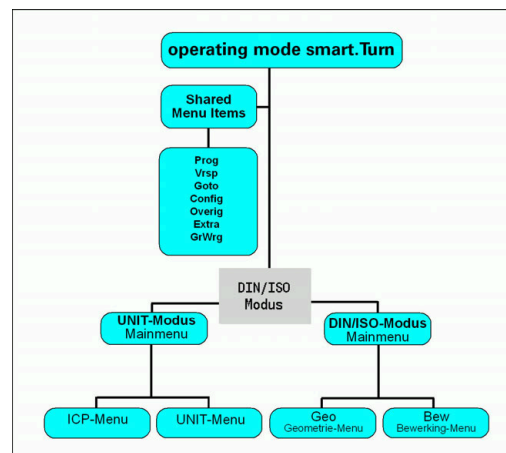 operating mode smart.Turn
Shared
Menu Items
Prog
Vrsp
Goto
Config
Overig
Extra
GrWrg
DIN/ISO
Modus
UNIT-Modus
Mainmenu
DIN/ISO-Modus
Mainmenu
ICP-Menu
UNIT-Menu
Geo
Geometrie-Menu
Bew
Bewerking-Menu